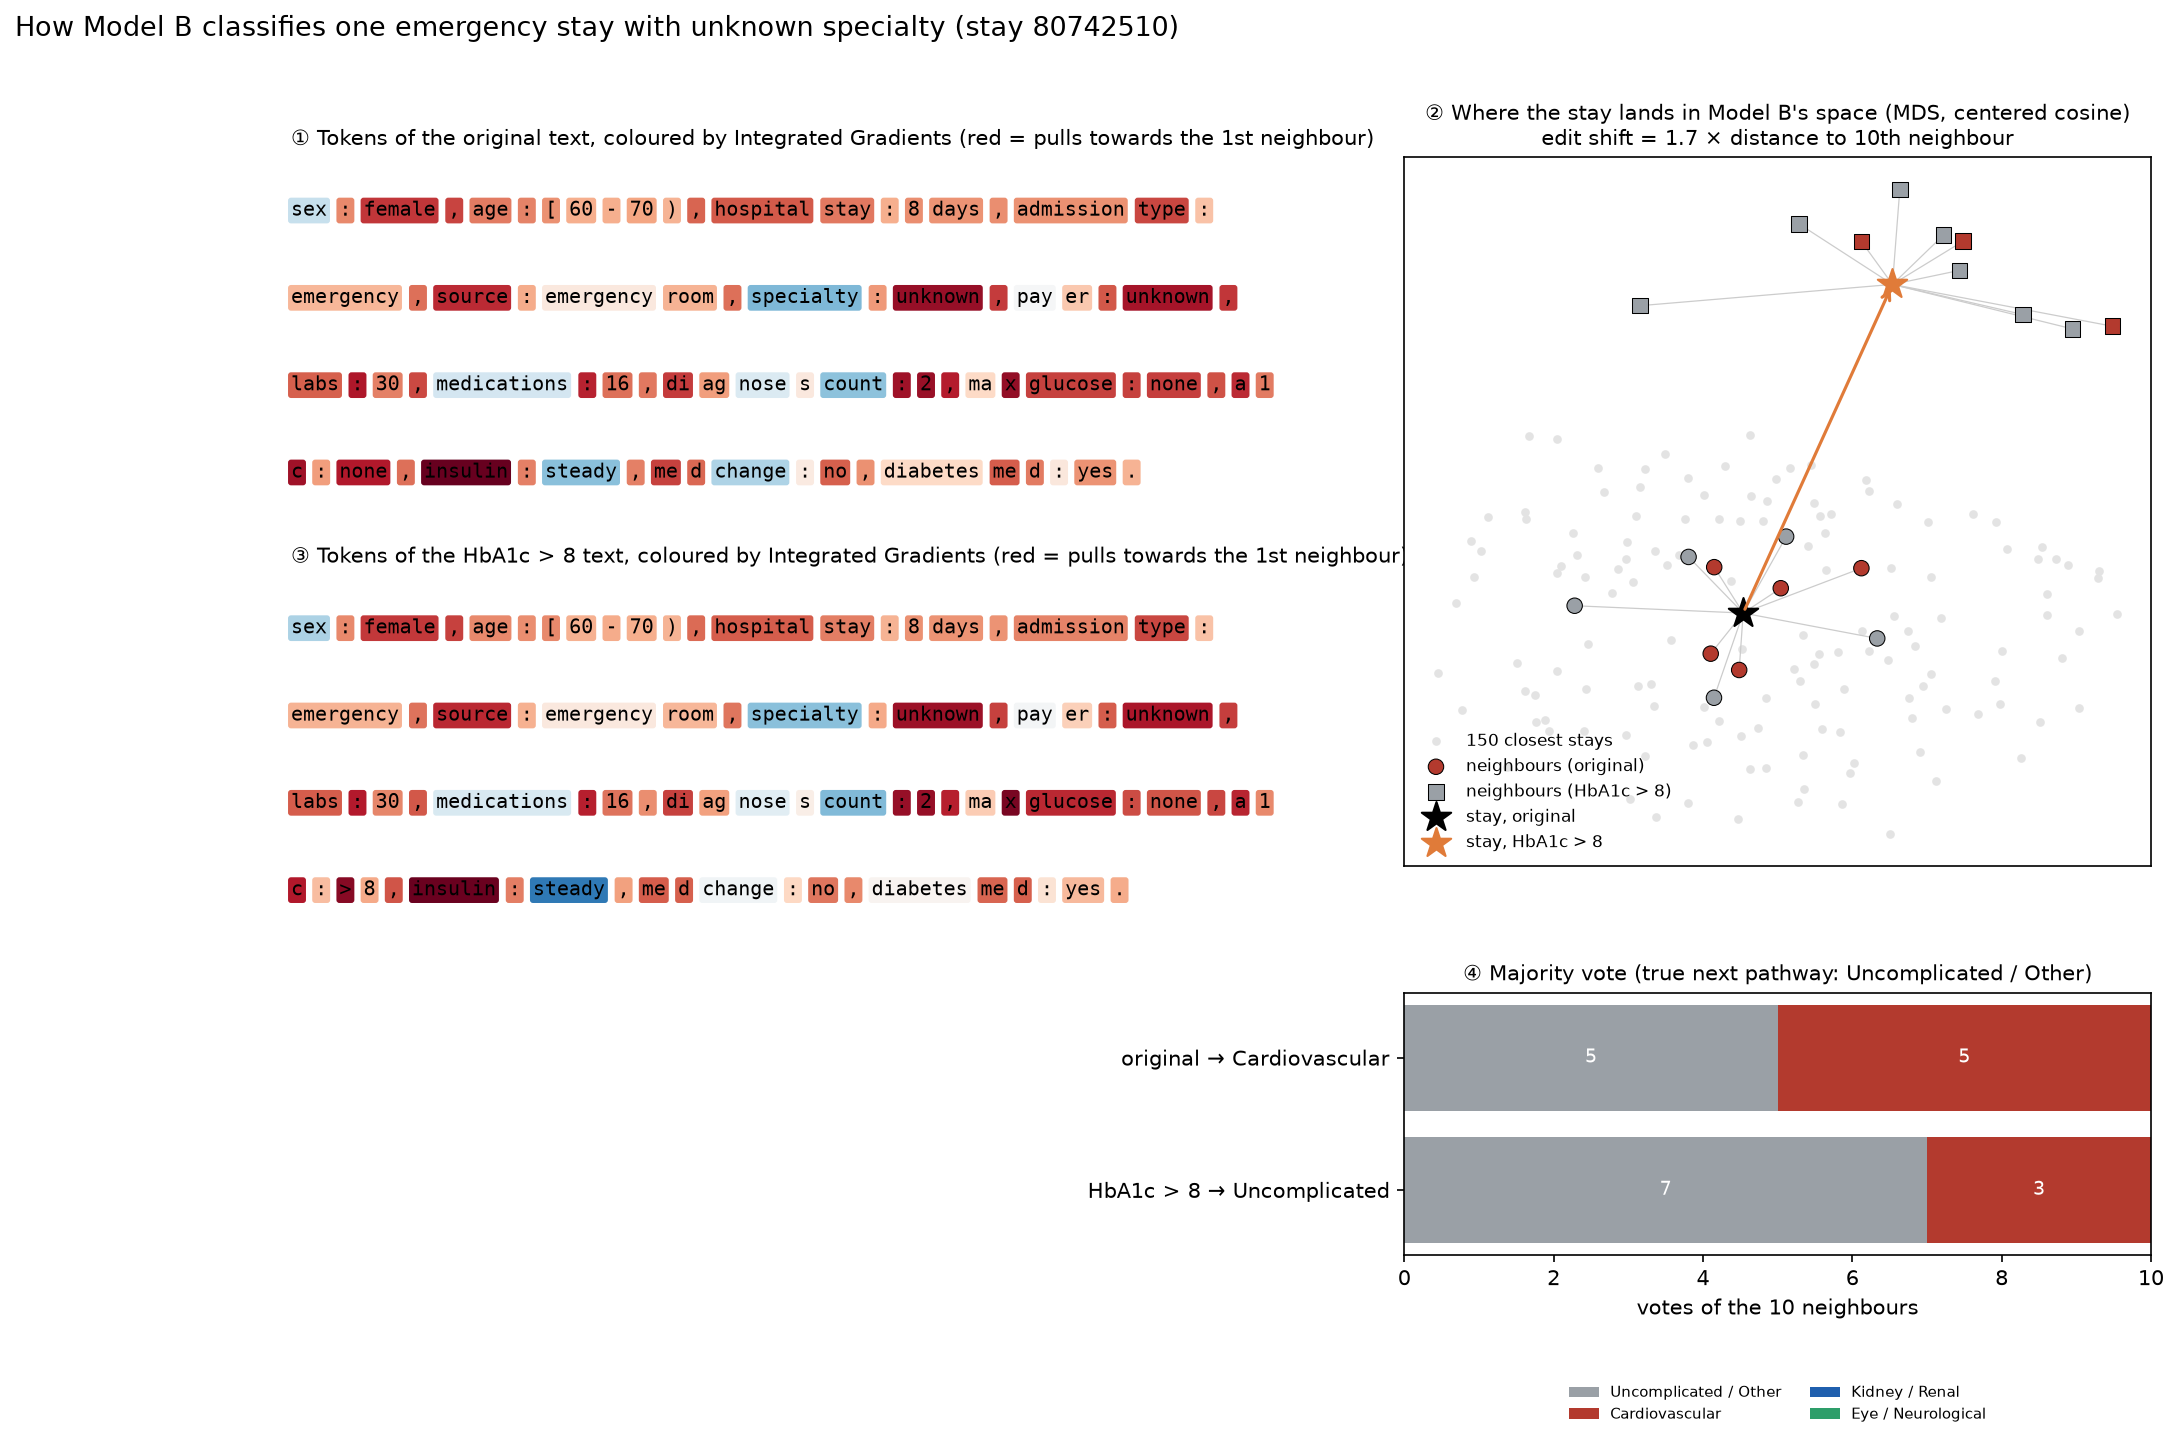 How Model B classifies one emergency stay with unknown specialty (stay 80742510)
① Tokens of the original text, coloured by Integrated Gradients (red = pulls towards the 1st neighbour)
sex : female , age : [ 60 - 70 ) , hospital stay : 8 days , admission type :
emergency , source : emergency room , specialty : unknown , pay er : unknown ,
labs : 30 , medications : 16 , di ag nose s count : 2 , ma x glucose : none , a 1
c : none , insulin : steady , me d change : no , diabetes me d : yes .
③ Tokens of the HbA1c > 8 text, coloured by Integrated Gradients (red = pulls towards the 1st neighbour)
sex : female , age : [ 60 - 70 ) , hospital stay : 8 days , admission type :
emergency , source : emergency room , specialty : unknown , pay er : unknown ,
labs : 30 , medications : 16 , di ag nose s count : 2 , ma x glucose : none , a 1
c : > 8 , insulin : steady , me d change : no , diabetes me d : yes .
② Where the stay lands in Model B's space (MDS, centered cosine)
edit shift = 1.7 × distance to 10th neighbour
150 closest stays
neighbours (original)
neighbours (HbA1c > 8)
stay, original
stay, HbA1c > 8
④ Majority vote (true next pathway: Uncomplicated / Other)
original → Cardiovascular
5 5
HbA1c > 8 → Uncomplicated
7 3
0 2 4 6 8 10
votes of the 10 neighbours
Uncomplicated / Other
Cardiovascular
Kidney / Renal
Eye / Neurological